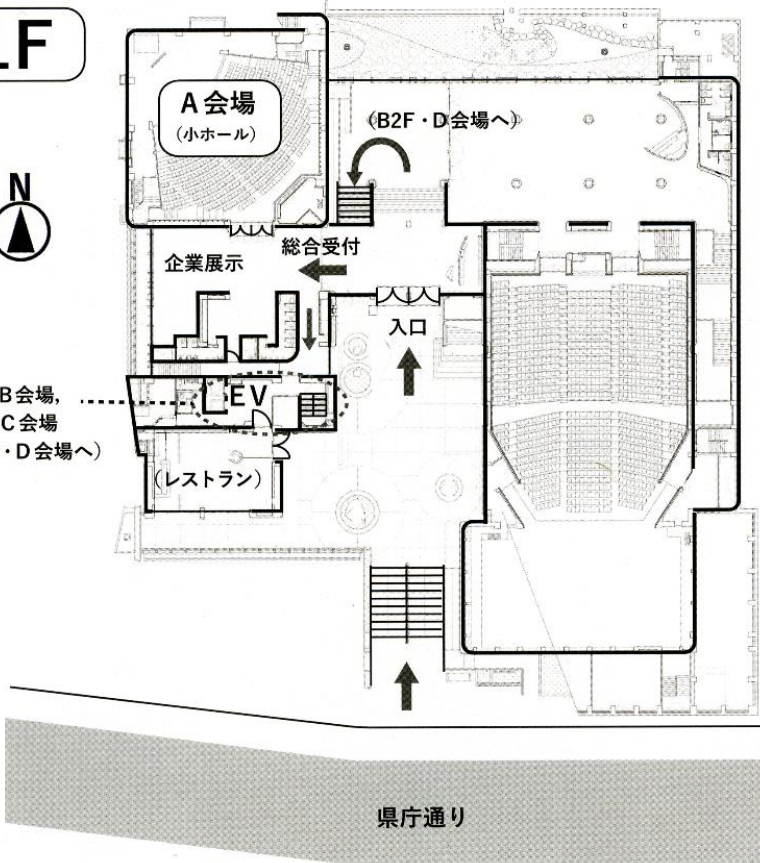 F
A会場
(小ホール)
(B2F・D会場へ)
N
総合受付
企業展示
入口
B会場,
EV
C会場
・D会場へ)
(レストラン)
県庁通り